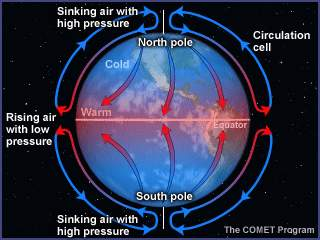 Sinking air with
high pressure
Circulation
cell
North pole
Cold
Warm
Rising air
with low
pressure
Equator
South pole
Sinking air with
high pressure
The COMET Program